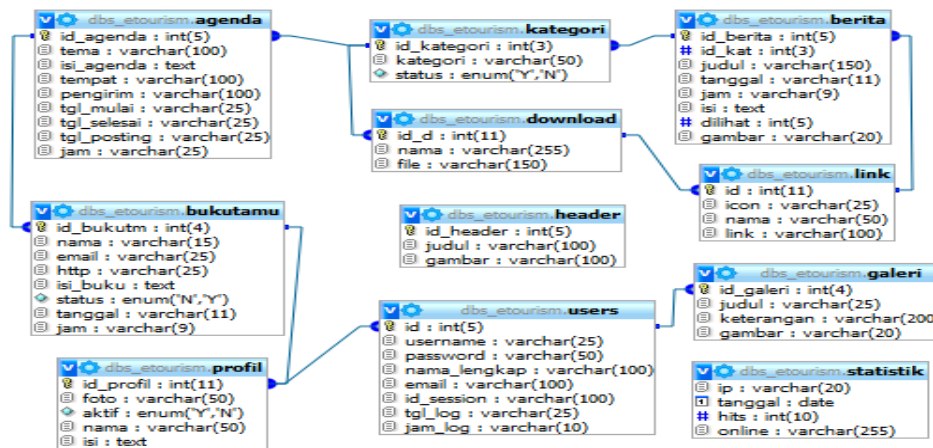 dbs_etourism.agenda
id_agenda : int(5)
tema : varchar(100)
isi_agenda : text
tempat : varchar(100)
pengirim : varchar(100)
tgl_mulai : varchar(25)
tgl_selesai : varchar(25)
tgl_posting : varchar(25)
jam : varchar(25)
dbs_etourism.kategori
id_kategori : int(3)
kategori : varchar(50)
status : enum("Y","N")
dbs_etourism.berita
id_berita : int(5)
# id_kat : int(3)
judul : varchar(150)
tanggal : varchar(11)
jam : varchar(9)
isi : text
# dilihat : int(5)
gambar : varchar(20)
dbs_etourism.download
id_d : int(11)
nama : varchar(255)
file : varchar(150)
dbs_etourism.link
id : int(11)
icon : varchar(25)
nama : varchar(50)
link : varchar(100)
dbs_etourism.bukutamu
id_bukutm : int(4)
nama : varchar(15)
email : varchar(25)
http : varchar(25)
isi_buku : text
status : enum("N","Y")
tanggal : varchar(11)
jam : varchar(9)
dbs_etourism.header
id_header : int(5)
judul : varchar(100)
gambar : varchar(100)
dbs_etourism.galeri
id_galeri : int(4)
judul : varchar(25)
keterangan : varchar(200
gambar : varchar(20)
dbs_etourism.users
id : int(5)
username : varchar(25)
password : varchar(50)
nama_lengkap : varchar(100)
email : varchar(100)
id_session : varchar(100)
tgl_log : varchar(25)
jam_log : varchar(10)
dbs_etourism.profil
id_profil : int(11)
foto : varchar(50)
aktif : enum("Y","N")
nama : varchar(50)
isi : text
dbs_etourism.statistik
ip : varchar(20)
tanggal : date
# hits : int(10)
online : varchar(255)